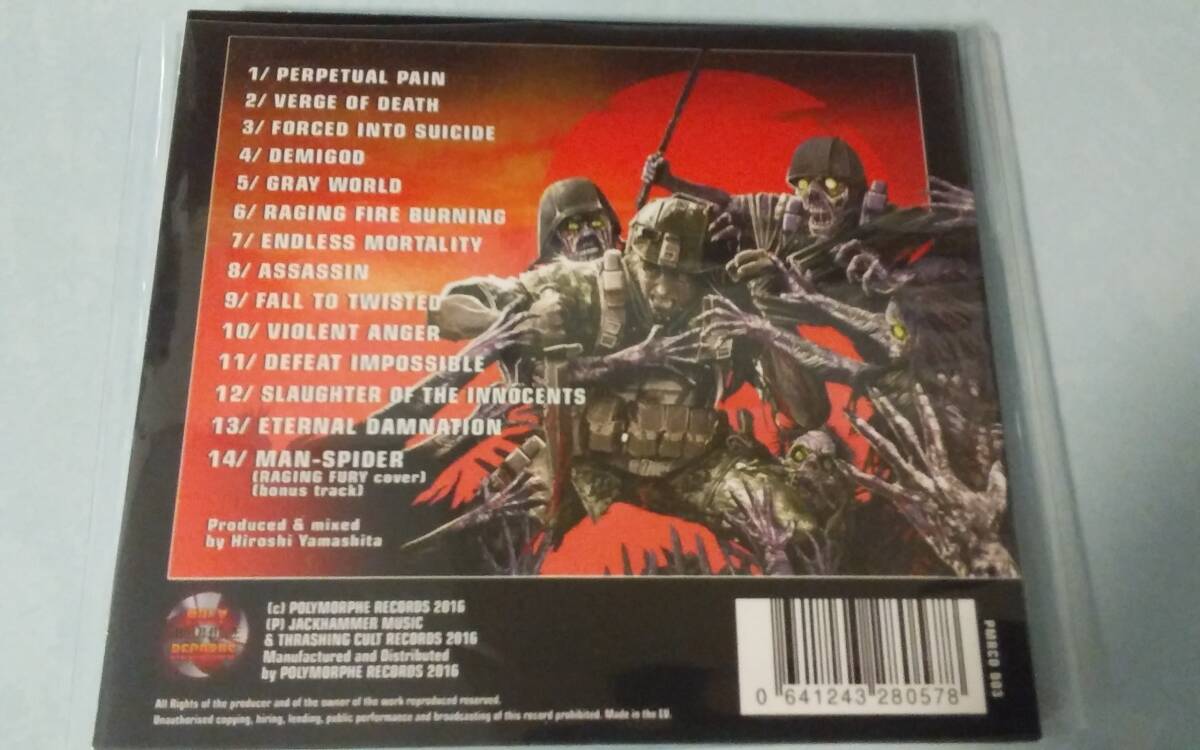 1/ PERPETUAL PAIN
2/ VERGE OF DEATH
3/ FORCED INTO SUICIDE
4/ DEMIGOD
5/ GRAY WORLD
6/ RAGING FIRE BURNING
7/ ENDLESS MORTALITY
8/ ASSASSIN
9/ FALL TO TWISTED
10/ VIOLENT ANGER
11/ DEFEAT IMPOSSIBLE
12/ SLAUGHTER OF THE INNOCENTS
13/ ETERNAL DAMNATION
14/ MAN-SPIDER
(RAGING FURY cover)
(bonus track)
Produced & mixed
by Hiroshi Yamashita
RECORDS
(c) POLYMORPHE RECORDS 2016
(P) JACKHAMMER MUSIC
& THRASHING CULT RECORDS 2016
Manufactured and Distributed
by POLYMORPHE RECORDS 2016
All Rights of the producer and of the owner of the work reproduced reserved.
Unauthorised copying, hiring, lending, public performance and broadcasting of this record prohibited. Made in the EU.
0 641243 280578
PMRCD 003